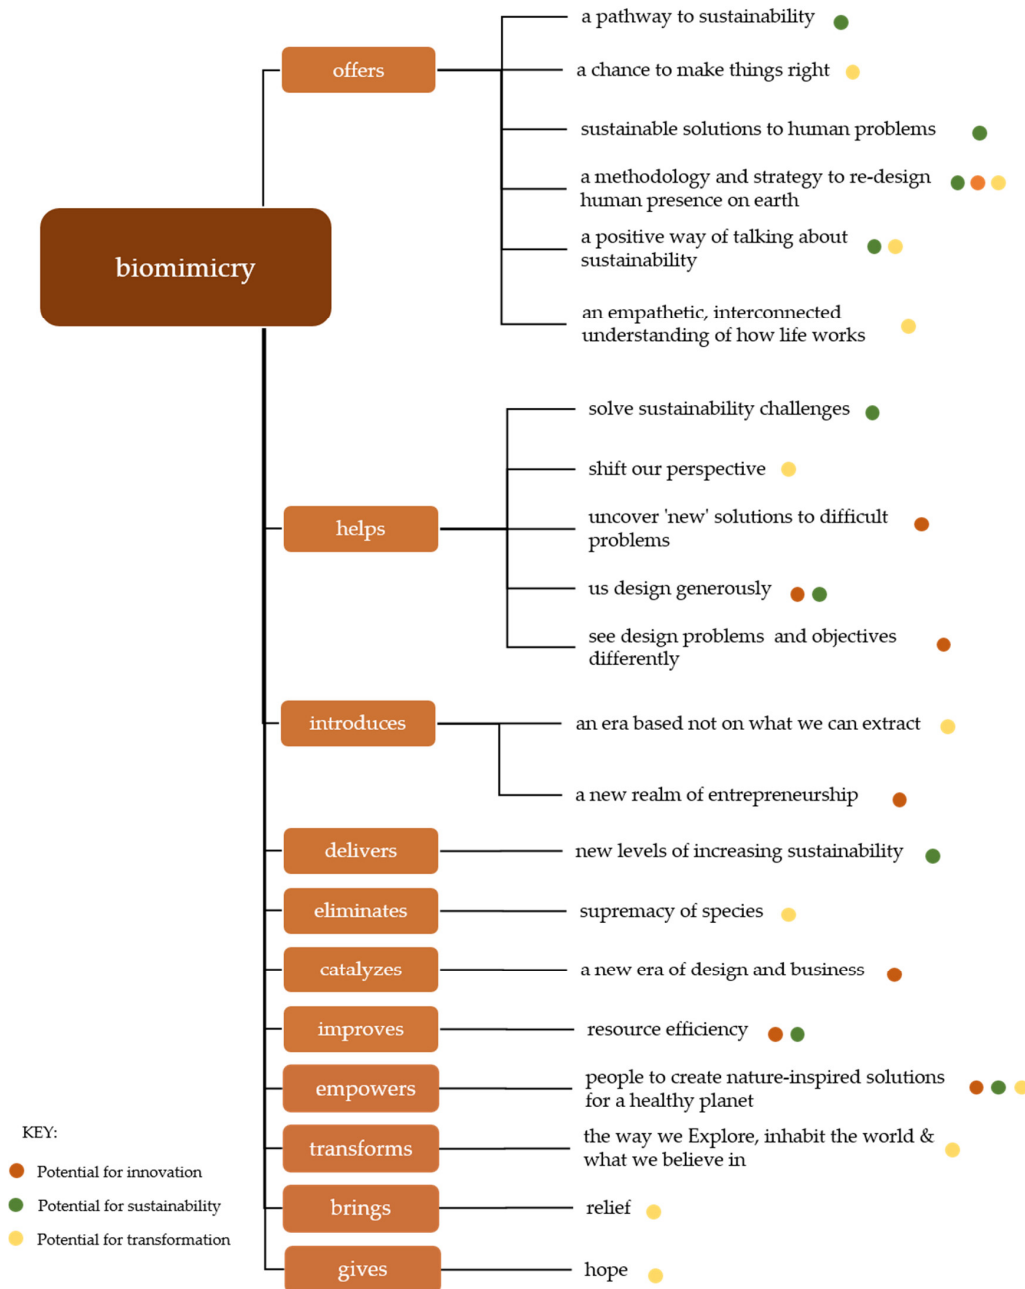 biomimicry
offers
a pathway to sustainability
a chance to make things right
sustainable solutions to human problems
a methodology and strategy to re-design
human presence on earth
a positive way of talking about
sustainability
an empathetic, interconnected
understanding of how life works
helps
solve sustainability challenges
shift our perspective
uncover 'new' solutions to difficult
problems
us design generously
see design problems and objectives
differently
introduces
an era based not on what we can extract
a new realm of entrepreneurship
delivers
new levels of increasing sustainability
eliminates
supremacy of species
catalyzes
a new era of design and business
improves
resource efficiency
empowers
people to create nature-inspired solutions
for a healthy planet
transforms
the way we Explore, inhabit the world &
what we believe in
brings
relief
gives
hope
KEY:
Potential for innovation
Potential for sustainability
Potential for transformation